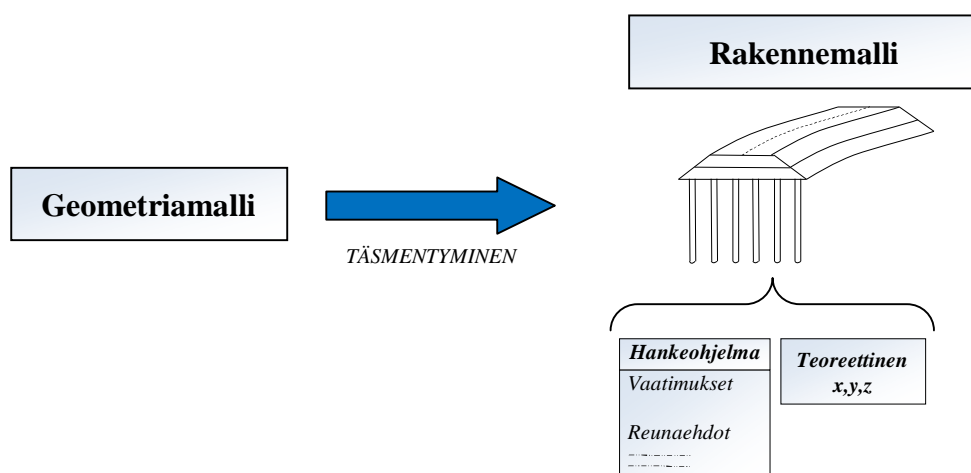 Rakennemalli
Geometriamalli
TÄSMENTYMINEN
Hankeohjelma
Vaatimukset
Reunaehdot
Teoreettinen
x,y,z